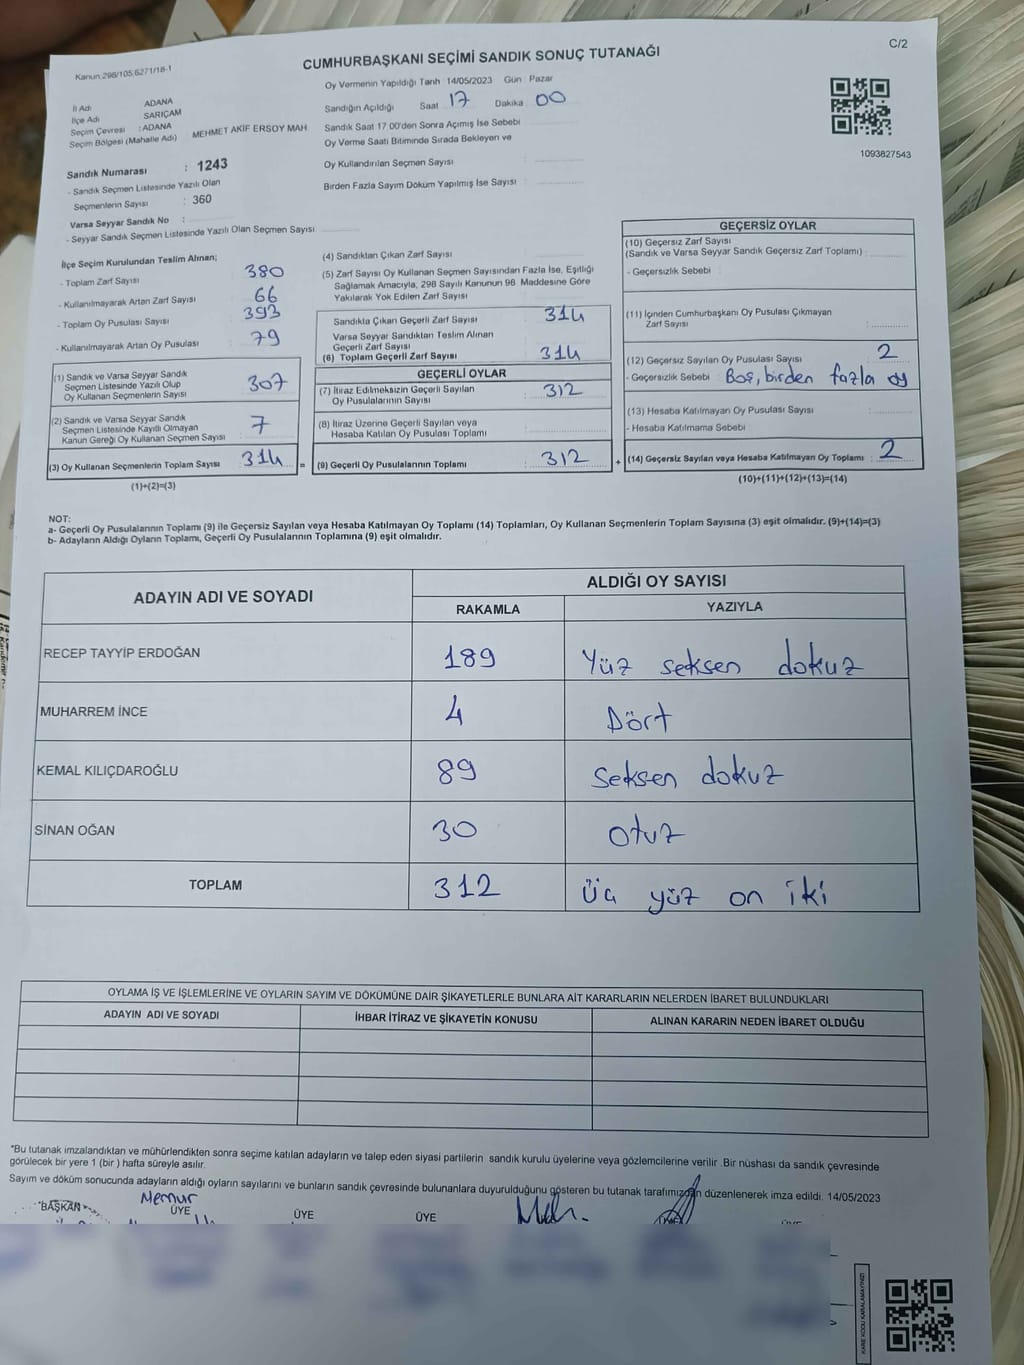 C/2
Kanun.298/105,6271/18-1
CUMHURBAŞKANI SEÇİMİ SANDIK SONUÇ TUTANAĞI
Oy Vermenin Yapıldığı Tarih 14/05/2023 Gün : Pazar
İl Adı ADANA
İlçe Adı SARIÇAM
Seçim Çevresi : ADANA
Seçim Bölgesi (Mahalle Adı) MEHMET AKİF ERSOY MAH
Sandığın Açıldığı Saat 17 Dakika 00
Sandık Saat 17 00'den Sonra Açımış İse Sebebi
Oy Verme Saati Bitiminde Sırada Bekleyen ve
Oy Kullandırılan Seçmen Sayısı :
Birden Fazla Sayım Döküm Yapılmış İse Sayısı :
1093827543
Sandık Numarası : 1243
- Sandık Seçmen Listesinde Yazılı Olan
Seçmenlerin Sayısı : 360
Varsa Seyyar Sandık No :
- Seyyar Sandık Seçmen Listesinde Yazılı Olan Seçmen Sayısı:
İlçe Seçim Kurulundan Teslim Alınan;
- Toplam Zarf Sayısı 380
- Kullanılmayarak Artan Zarf Sayısı 66
- Toplam Oy Pusulası Sayısı 393
- Kullanılmayarak Artan Oy Pusulası 79
(1) Sandık ve Varsa Seyyar Sandık
Seçmen Listesinde Yazılı Olup
Oy Kullanan Seçmenlerin Sayısı 307
(2) Sandık ve Varsa Seyyar Sandık
Seçmen Listesinde Kayıtlı Olmayan
Kanun Gereği Oy Kullanan Seçmen Sayısı : 7
(3) Oy Kullanan Seçmenlerin Toplam Sayısı 314 =
(1)+(2)=(3)
(4) Sandıktan Çıkan Zarf Sayısı :
(5) Zarf Sayısı Oy Kullanan Seçmen Sayısından Fazla İse, Eşitliği
Sağlamak Amacıyla, 298 Sayılı Kanunun 98. Maddesine Göre
Yakılarak Yok Edilen Zarf Sayısı
Sandıkta Çıkan Geçerli Zarf Sayısı 314
Varsa Seyyar Sandıktan Teslim Alınan
Geçerli Zarf Sayısı
(6) Toplam Geçerli Zarf Sayısı 314
GEÇERLİ OYLAR
(7) İtiraz Edilmeksizin Geçerli Sayılan
Oy Pusulalarının Sayısı : 312
(8) İtiraz Üzerine Geçerli Sayılan veya
Hesaba Katılan Oy Pusulası Toplamı :
(9) Geçerli Oy Pusulalarının Toplamı : 312 +
GEÇERSİZ OYLAR
(10) Geçersiz Zarf Sayısı
(Sandık ve Varsa Seyyar Sandık Geçersiz Zarf Toplamı) :
- Geçersizlik Sebebi :
(11) İçinden Cumhurbaşkanı Oy Pusulası Çıkmayan
Zarf Sayısı :
(12) Geçersiz Sayılan Oy Pusulası Sayısı : 2
- Geçersizlik Sebebi : Boş, birden fazla oy
(13) Hesaba Katılmayan Oy Pusulası Sayısı :
- Hesaba Katılmama Sebebi :
(14) Geçersiz Sayılan veya Hesaba Katılmayan Oy Toplamı : 2
(10)+(11)+(12)+(13)=(14)
NOT:
a- Geçerli Oy Pusulalarının Toplamı (9) ile Geçersiz Sayılan veya Hesaba Katılmayan Oy Toplamı (14) Toplamları, Oy Kullanan Seçmenlerin Toplam Sayısına (3) eşit olmalıdır. (9)+(14)=(3)
b- Adayların Aldığı Oyların Toplamı, Geçerli Oy Pusulalarının Toplamına (9) eşit olmalıdır.
ADAYIN ADI VE SOYADI
ALDIĞI OY SAYISI
RAKAMLA YAZIYLA
RECEP TAYYİP ERDOĞAN 189 Yüz seksen dokuz
MUHARREM İNCE 4 Dört
KEMAL KILIÇDAROĞLU 89 seksen dokuz
SİNAN OĞAN 30 otuz
TOPLAM 312 Üç yüz on iki
OYLAMA İŞ VE İŞLEMLERİNE VE OYLARIN SAYIM VE DÖKÜMÜNE DAİR ŞİKAYETLERLE BUNLARA AİT KARARLARIN NELERDEN İBARET BULUNDUKLARI
ADAYIN ADI VE SOYADI İHBAR İTİRAZ VE ŞİKAYETİN KONUSU ALINAN KARARIN NEDEN İBARET OLDUĞU
*Bu tutanak imzalandıktan ve mühürlendikten sonra seçime katılan adayların ve talep eden siyasi partilerin sandık kurulu üyelerine veya gözlemcilerine verilir .Bir nüshası da sandık çevresinde
görülecek bir yere 1 (bir ) hafta süreyle asılır.
Sayım ve döküm sonucunda adayların aldığı oyların sayılarını ve bunların sandık çevresinde bulunanlara duyurulduğunu gösteren bu tutanak tarafımızdan düzenlenerek imza edildi. 14/05/2023
Memur
BAŞKAN ÜYE ÜYE ÜYE
KARE KODU KARALAMAYINIZ!